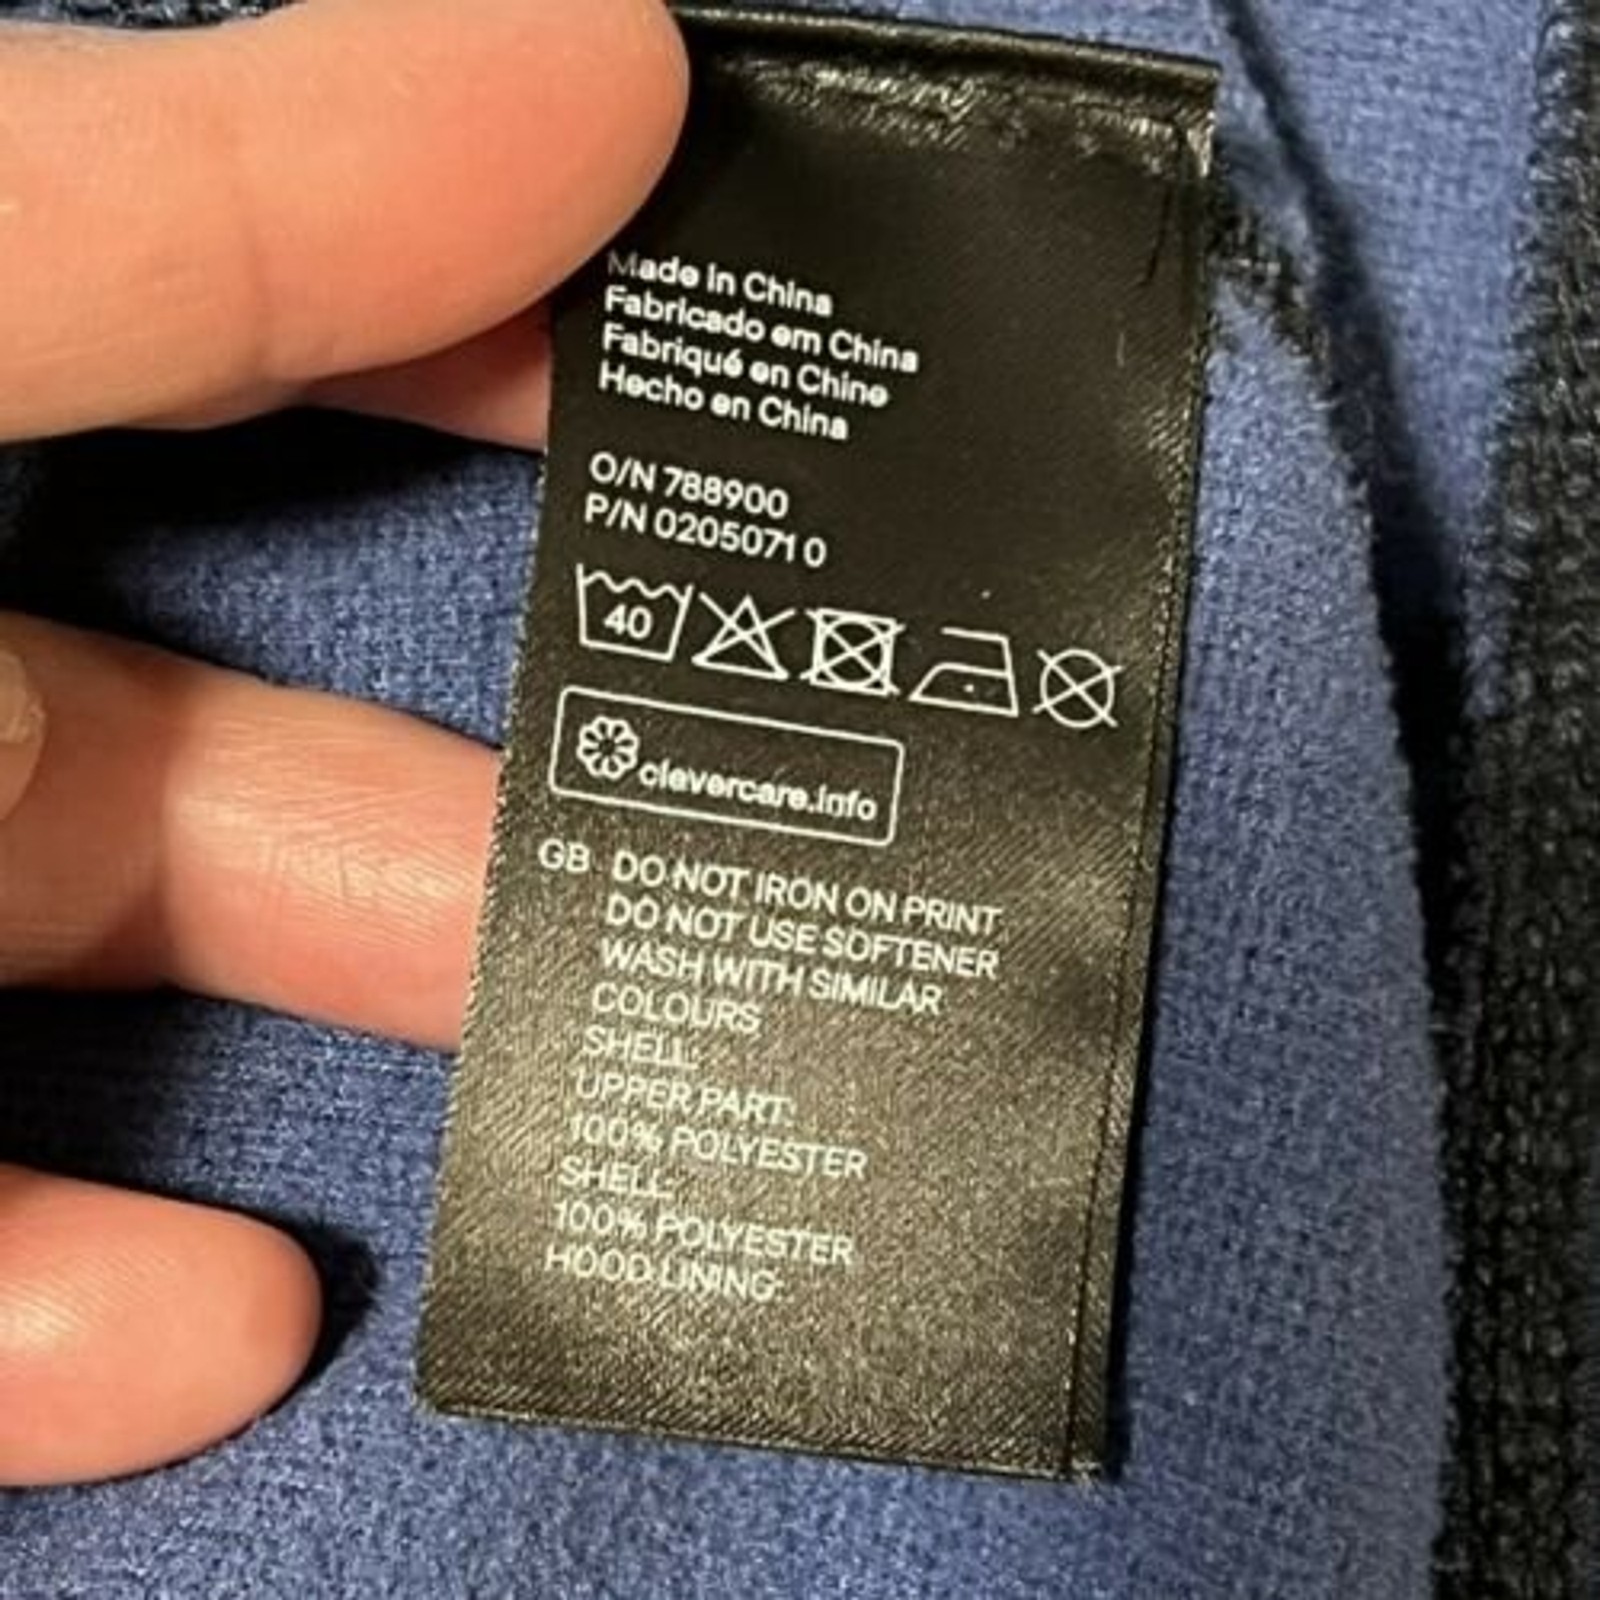 Made in China
Fabricado em China
Fabriqué en Chine
Hecho en China
O/N 788900
P/N 0205071 0
40
clevercare.info
GB DO NOT IRON ON PRINT
DO NOT USE SOFTENER
WASH WITH SIMILAR
COLOURS
SHELL:
UPPER PART:
100% POLYESTER
SHELL:
100% POLYESTER
HOOD LINING: